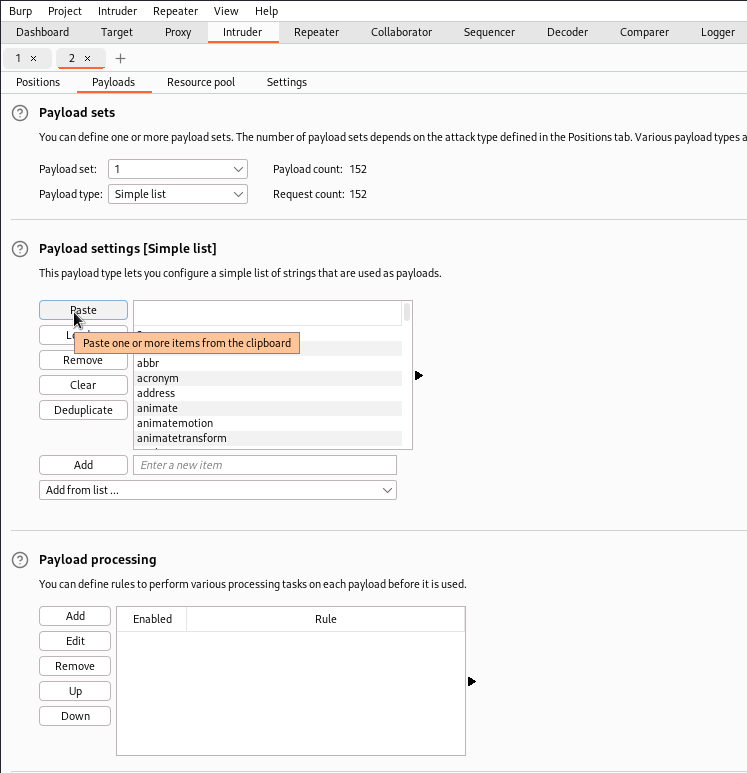 Burp Project Intruder Repeater View Help
Dashboard Target Proxy Intruder Repeater Collaborator Sequencer Decoder Comparer Logger
1 × 2 × +
Positions Payloads Resource pool Settings
? Payload sets
You can define one or more payload sets. The number of payload sets depends on the attack type defined in the Positions tab. Various payload types a
Payload set: 1 Payload count: 152
Payload type: Simple list Request count: 152
? Payload settings [Simple list]
This payload type lets you configure a simple list of strings that are used as payloads.
Paste
Paste one or more items from the clipboard
Remove abbr
acronym
Clear address
animate
Deduplicate animatemotion
animatetransform
Add Enter a new item
Add from list ...
? Payload processing
You can define rules to perform various processing tasks on each payload before it is used.
Add Enabled Rule
Edit
Remove
Up
Down